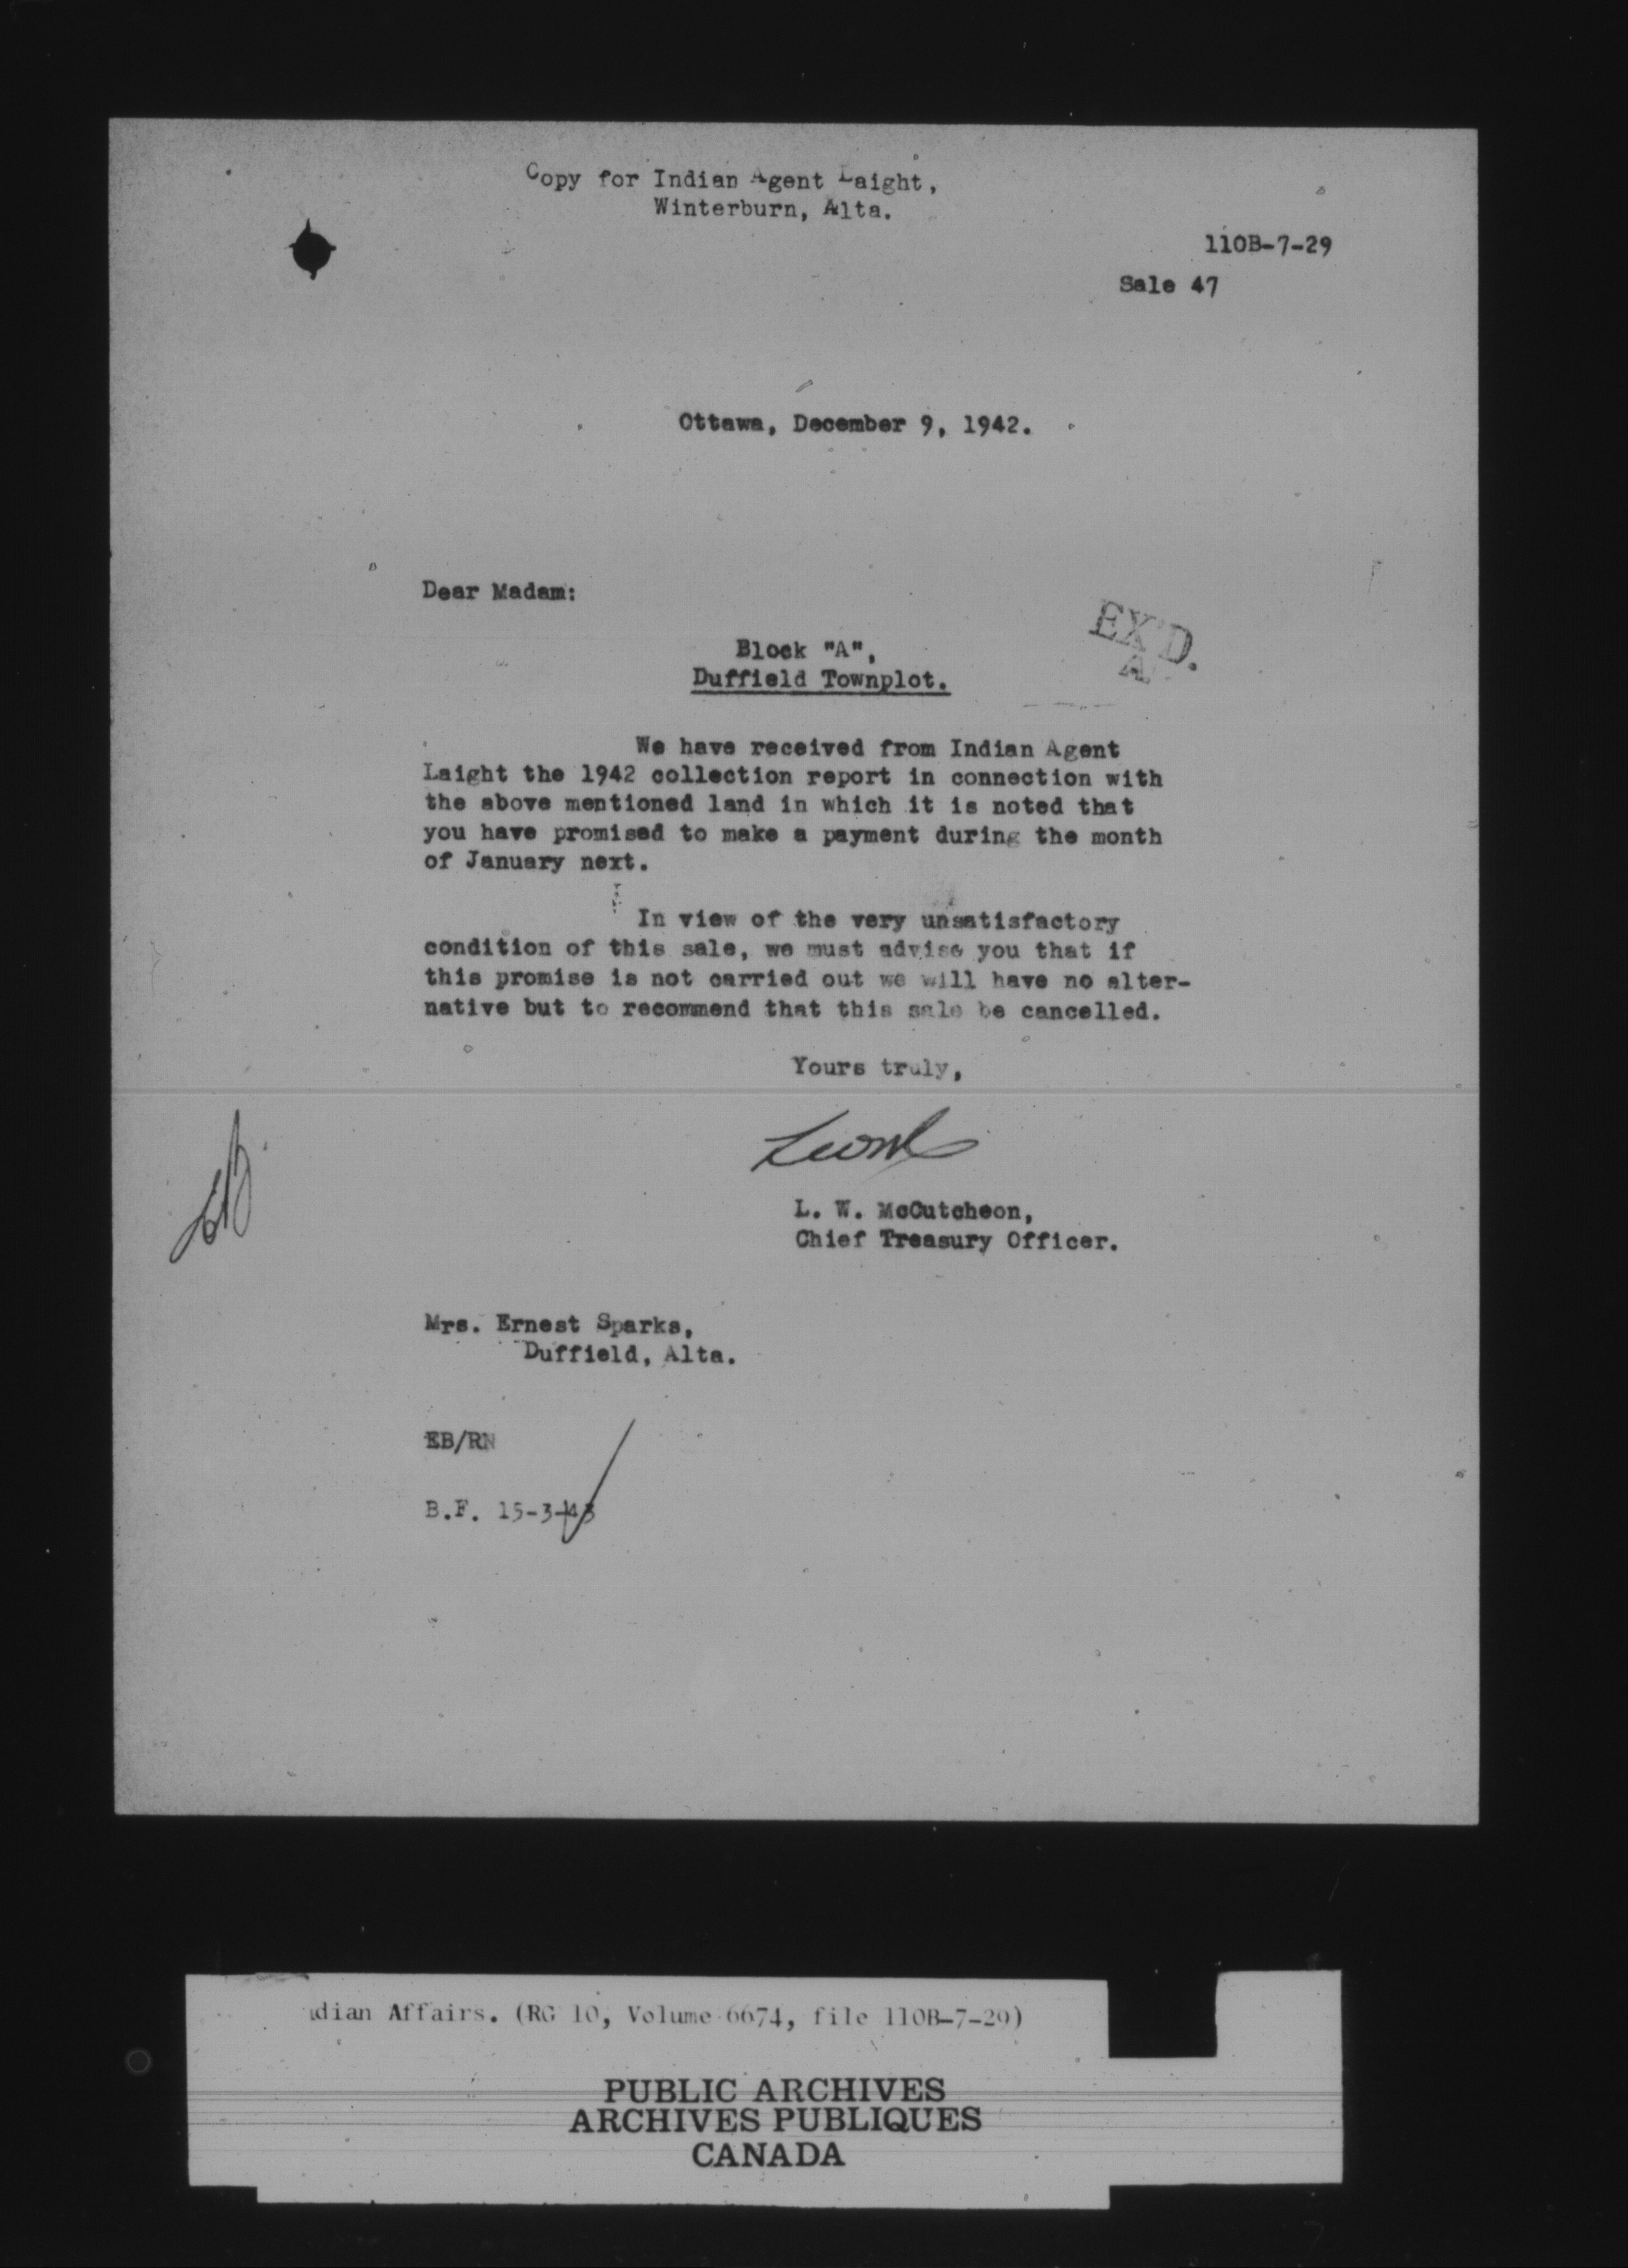 Copy for Indian Agent Laight,
Winterburn, Alta.
110B-7-29
Sale 47
Ottawa, December 9, 1942.
Dear Madam:
EX'D.
A
Block "A",
Duffield Townplot.
We have received from Indian Agent
Laight the 1942 collection report in connection with
the above mentioned land in which it is noted that
you have promised to make a payment during the month
of January next.
In view of the very unsatisfactory
condition of this sale, we must advise you that if
this promise is not carried out we will have no alter-
native but to recommend that this sale be cancelled.
Yours truly,
L. W. McCutcheon,
Chief Treasury Officer.
Mrs. Ernest Sparks,
Duffield, Alta.
EB/RN
B.F. 15-3-43
dian Affairs. (RG 10, Volume 6674, file 110B-7-29)
PUBLIC ARCHIVES
ARCHIVES PUBLIQUES
CANADA